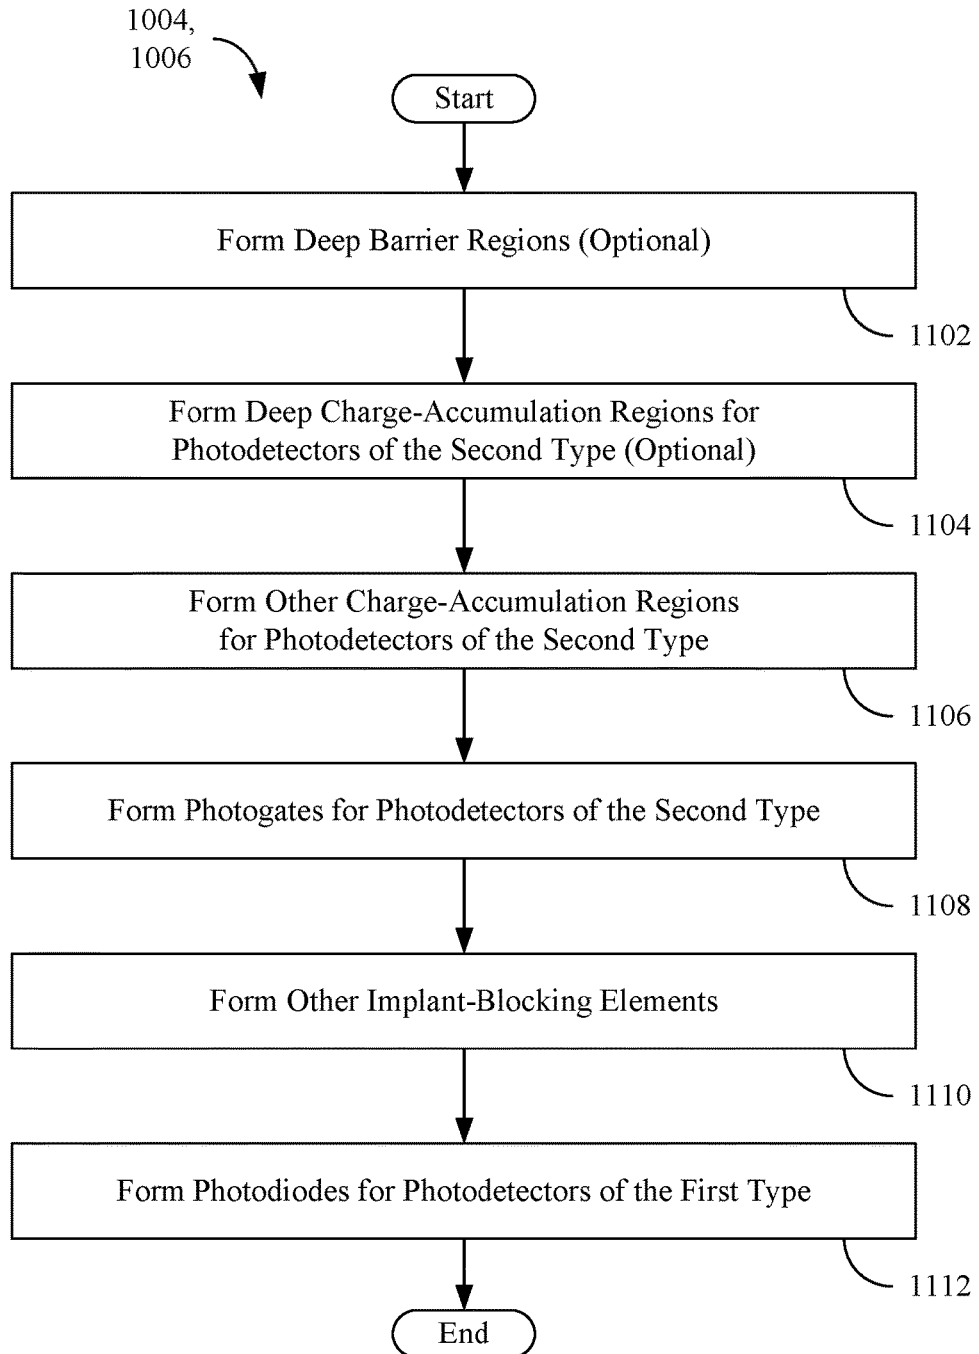 1004,
1006
Start
Form Deep Barrier Regions (Optional)
1102
Form Deep Charge-Accumulation Regions for
Photodetectors of the Second Type (Optional)
1104
Form Other Charge-Accumulation Regions
for Photodetectors of the Second Type
1106
Form Photogates for Photodetectors of the Second Type
1108
Form Other Implant-Blocking Elements
1110
Form Photodiodes for Photodetectors of the First Type
1112
End